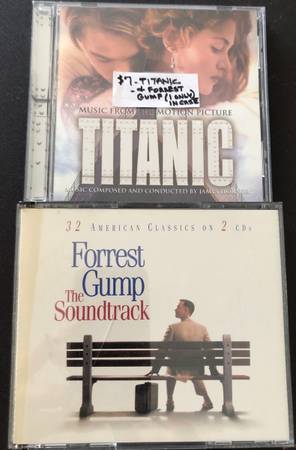 $7 - TITANIC
- & FORREST
GUMP (1 ONLY)
IN CASE
MUSIC FROM THE MOTION PICTURE
TITANIC
MUSIC COMPOSED AND CONDUCTED BY JAMES HORNER
32 AMERICAN CLASSICS ON 2 CDs
Forrest
Gump
The
Soundtrack